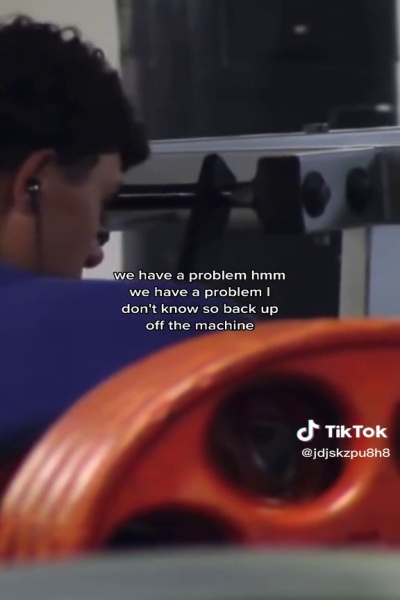 we have a problem hmm
we have a problem I
don't know so back up
off the machine
TikTok
@jdjskzpu8h8